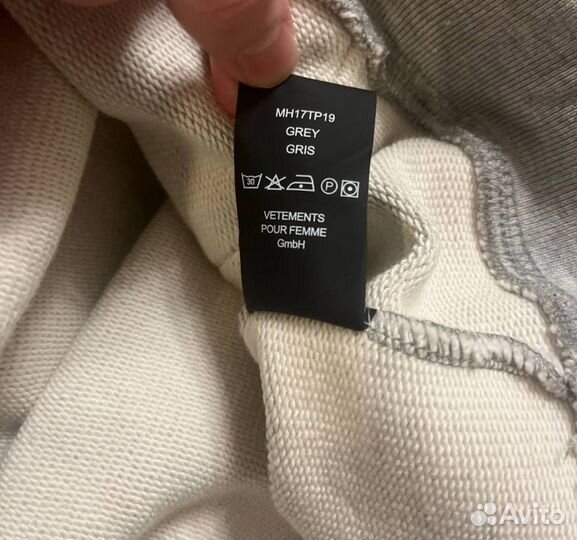 MH17TP19
GREY
GRIS
30
P
VETEMENTS
POUR FEMME
GmbH
Avito